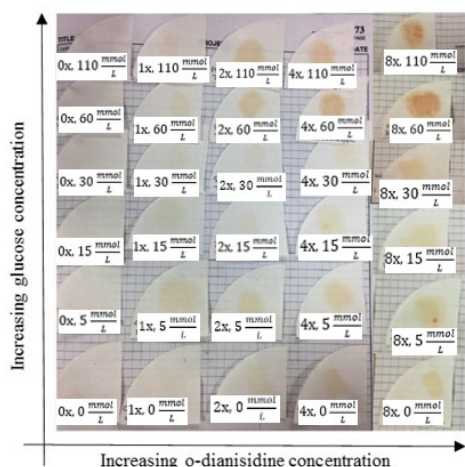 TITLE
PROJ
73
PAGE
DATE
0x, 110 mmol/L
1x, 110 mmol/L
2x, 110 mmol/L
4x, 110 mmol/L
8x, 110 mmol/L
0x, 60 mmol/L
1x, 60 mmol/L
2x, 60 mmol/L
4x, 60 mmol/L
8x, 60 mmol/L
0x, 30 mmol/L
1x, 30 mmol/L
2x, 30 mmol/L
4x, 30 mmol/L
8x, 30 mmol/L
0x, 15 mmol/L
1x, 15 mmol/L
2x, 15 mmol/L
4x, 15 mmol/L
8x, 15 mmol/L
0x, 5 mmol/L
1x, 5 mmol/L
2x, 5 mmol/L
4x, 5 mmol/L
8x, 5 mmol/L
0x, 0 mmol/L
1x, 0 mmol/L
2x, 0 mmol/L
4x, 0 mmol/L
8x, 0 mmol/L
Increasing glucose concentration
Increasing o-dianisidine concentration